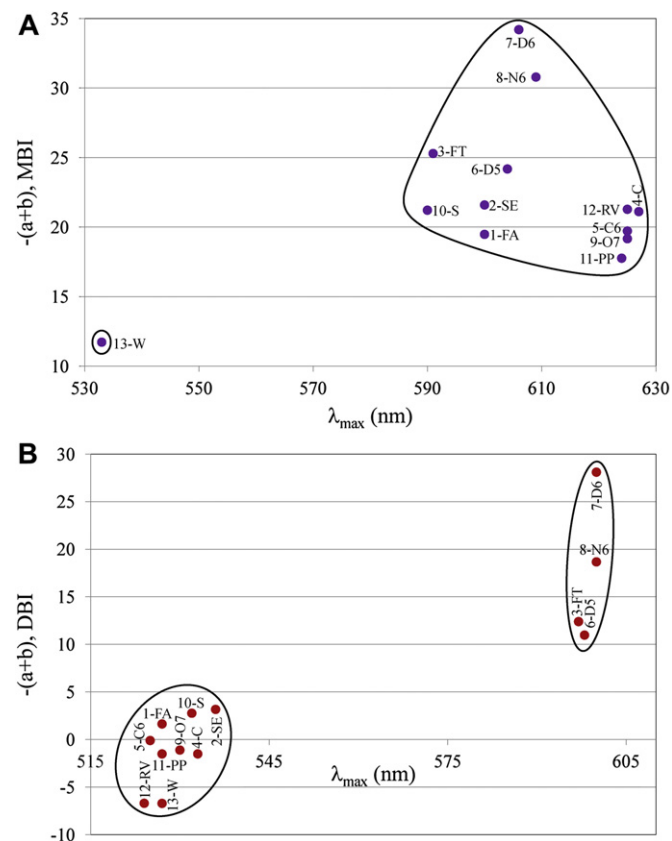 A
-(a+b), MBI
35
30
25
20
15
10
7-D6
8-N6
3-FT
6-D5
10-S
2-SE
1-FA
12-RV
4-C
5-C6
9-O7
11-PP
13-W
530 550 570 590 610 630
λmax (nm)
B
-(a+b), DBI
30
25
20
15
10
5
0
-5
-10
7-D6
8-N6
3-FT
6-D5
10-S
1-FA
5-C6
9-O7
4-C
2-SE
11-PP
12-RV
13-W
515 545 575 605
λmax (nm)